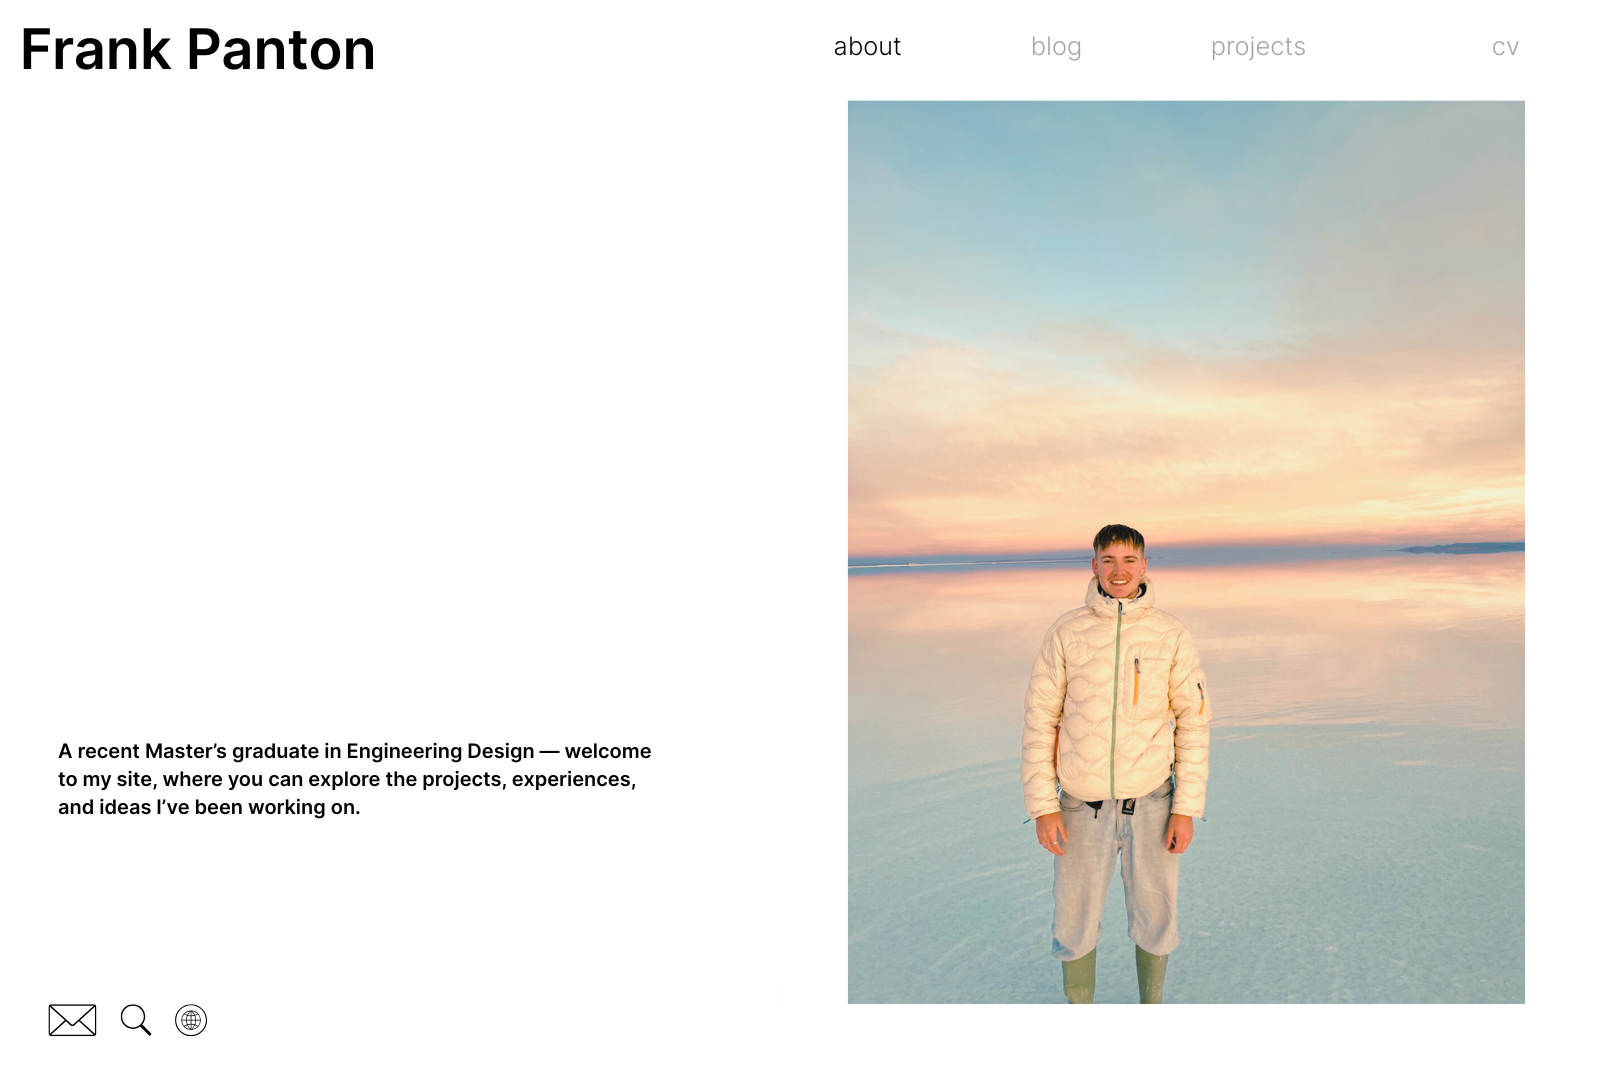 Frank Panton
about
blog
projects
cv
A recent Master’s graduate in Engineering Design — welcome
to my site, where you can explore the projects, experiences,
and ideas I’ve been working on.